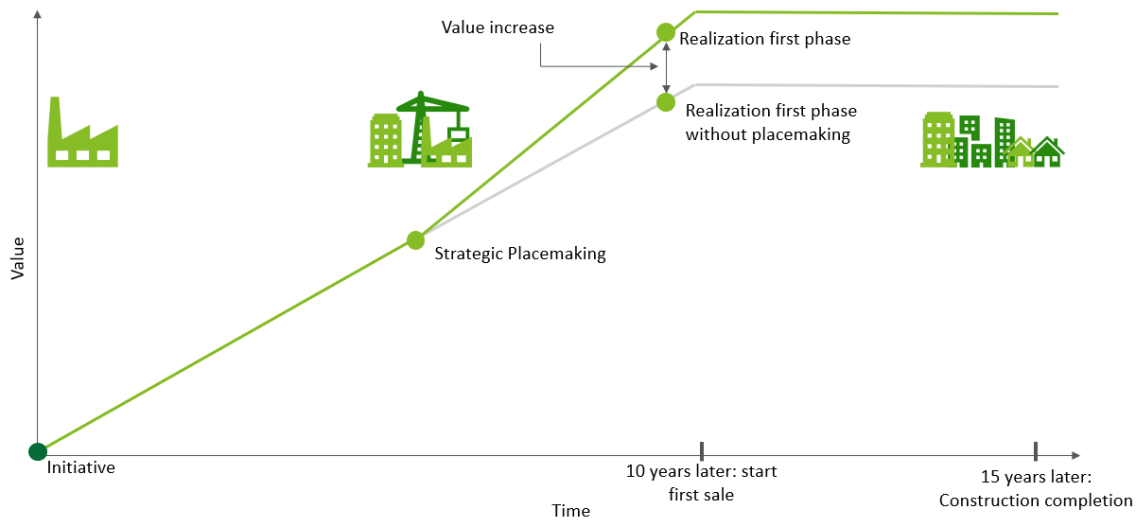 Value increase
Realization first phase
Realization first phase
without placemaking
Strategic Placemaking
Value
Initiative
10 years later: start
first sale
15 years later:
Construction completion
Time